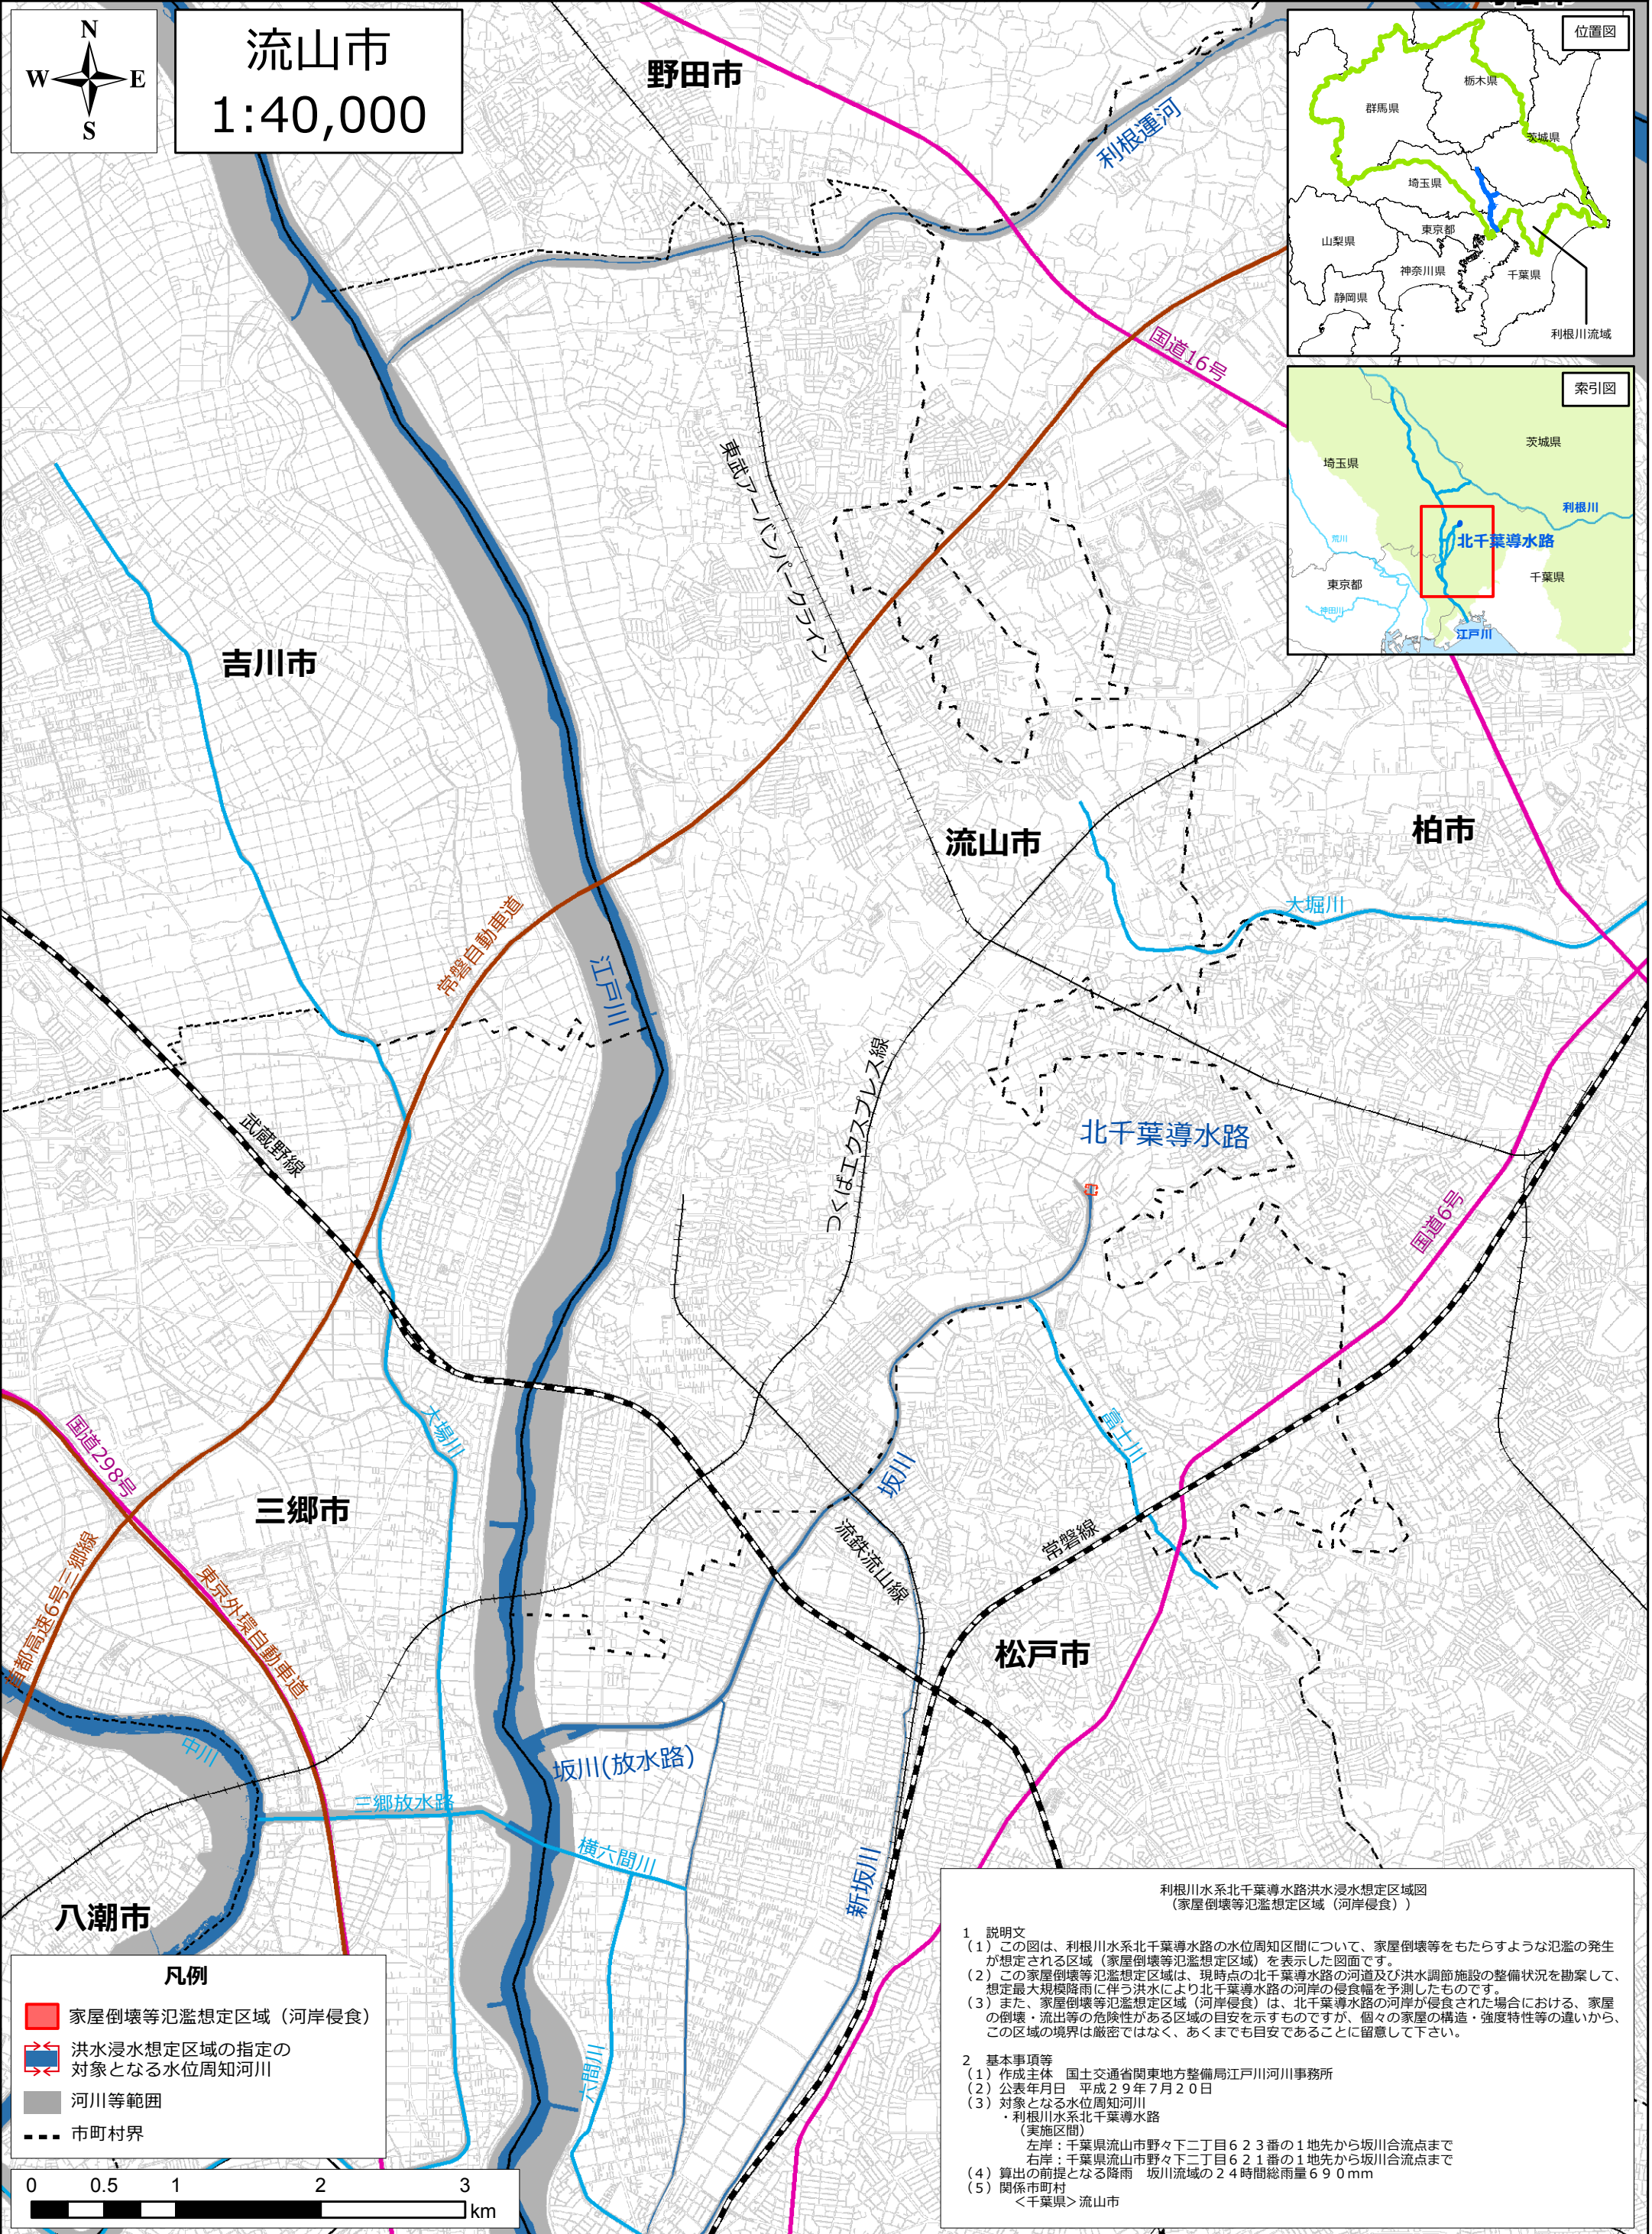 N
W E
S
流山市
1:40,000
野田市
利根運河
位置図
栃木県
群馬県
茨城県
埼玉県
東京都
山梨県
神奈川県
千葉県
静岡県
利根川流域
国道16号
索引図
茨城県
埼玉県
利根川
荒川
北千葉導水路
東京都
千葉県
神田川
江戸川
東武アーバンパークライン
吉川市
流山市
柏市
大堀川
常磐自動車道
江戸川
つくばエクスプレス線
武蔵野線
北千葉導水路
国道6号
国道298号
大場川
富士川
坂川
三郷市
流鉄流山線
常磐線
首都高速6号三郷線
東京外環自動車道
松戸市
中川
坂川(放水路)
三郷放水路
横六間川
新坂川
八潮市
六間川
凡例
家屋倒壊等氾濫想定区域（河岸侵食）
洪水浸水想定区域の指定の
対象となる水位周知河川
河川等範囲
市町村界
0 0.5 1 2 3
km
利根川水系北千葉導水路洪水浸水想定区域図
（家屋倒壊等氾濫想定区域（河岸侵食））
1 説明文
（1）この図は、利根川水系北千葉導水路の水位周知区間について、家屋倒壊等をもたらすような氾濫の発生
が想定される区域（家屋倒壊等氾濫想定区域）を表示した図面です。
（2）この家屋倒壊等氾濫想定区域は、現時点の北千葉導水路の河道及び洪水調節施設の整備状況を勘案して、
想定最大規模降雨に伴う洪水により北千葉導水路の河岸の侵食幅を予測したものです。
（3）また、家屋倒壊等氾濫想定区域（河岸侵食）は、北千葉導水路の河岸が侵食された場合における、家屋
の倒壊・流出等の危険性がある区域の目安を示すものですが、個々の家屋の構造・強度特性等の違いから、
この区域の境界は厳密ではなく、あくまでも目安であることに留意して下さい。
2 基本事項等
（1）作成主体 国土交通省関東地方整備局江戸川河川事務所
（2）公表年月日 平成２９年７月２０日
（3）対象となる水位周知河川
・利根川水系北千葉導水路
（実施区間）
左岸：千葉県流山市野々下二丁目６２３番の１地先から坂川合流点まで
右岸：千葉県流山市野々下二丁目６２１番の１地先から坂川合流点まで
（4）算出の前提となる降雨 坂川流域の２４時間総雨量６９０mm
（5）関係市町村
＜千葉県＞流山市